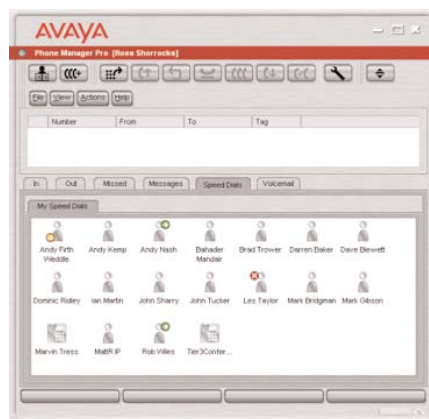 AVAYA
Phone Manager Pro [Ross Shorrocks]
File View Actions Help
Number From To Tag
In Out Missed Messages Speed Dials Voicemail
My Speed Dials
Andy Firth Weddle Andy Kemp Andy Nash Bahader Mandair Brad Trower Darren Baker Dave Blewett
Dominic Ridley Ian Martin John Sharry John Tucker Les Taylor Mark Bridgman Mark Gibson
Marvin Tress MattR IP Rob Willes Tier3Confer...